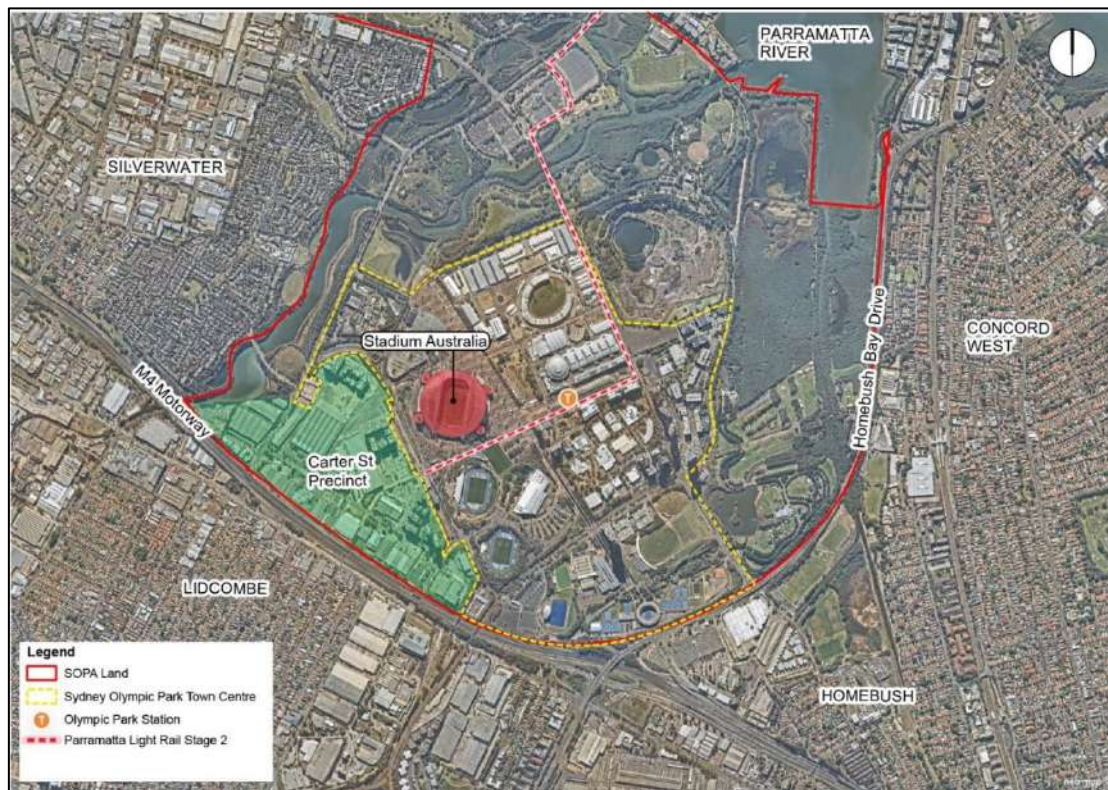 PARRAMATTA
RIVER
SILVERWATER
Stadium Australia
M4 Motorway
Carter St
Precinct
Homebush Bay Drive
CONCORD
WEST
T
LIDCOMBE
HOMEBUSH
Legend
SOPA Land
Sydney Olympic Park Town Centre
T
Olympic Park Station
Parramatta Light Rail Stage 2